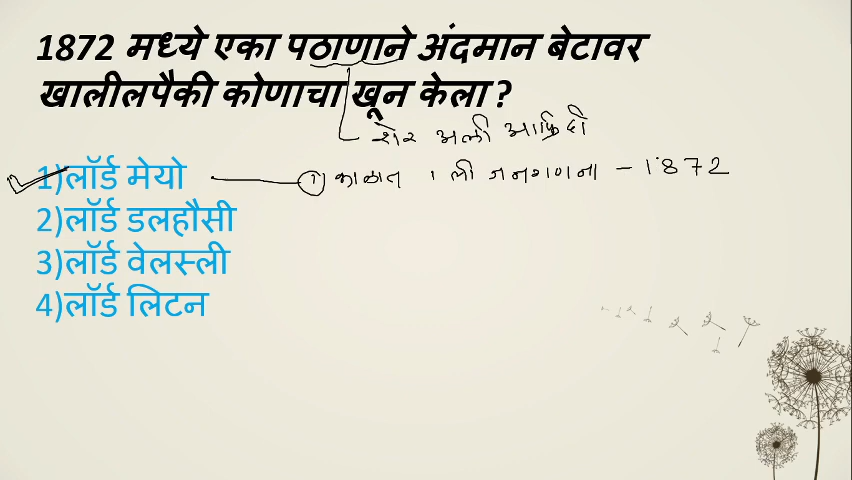 1872 मध्ये एका पठाणाने अंदमान बेटावर
खालीलपैकी कोणाचा खून केला ?
शेर अली आफ्रिदी
1)लॉर्ड मेयो
① काळात १ली जनगणना - 1872
2)लॉर्ड डलहौसी
3)लॉर्ड वेलस्ली
4)लॉर्ड लिटन